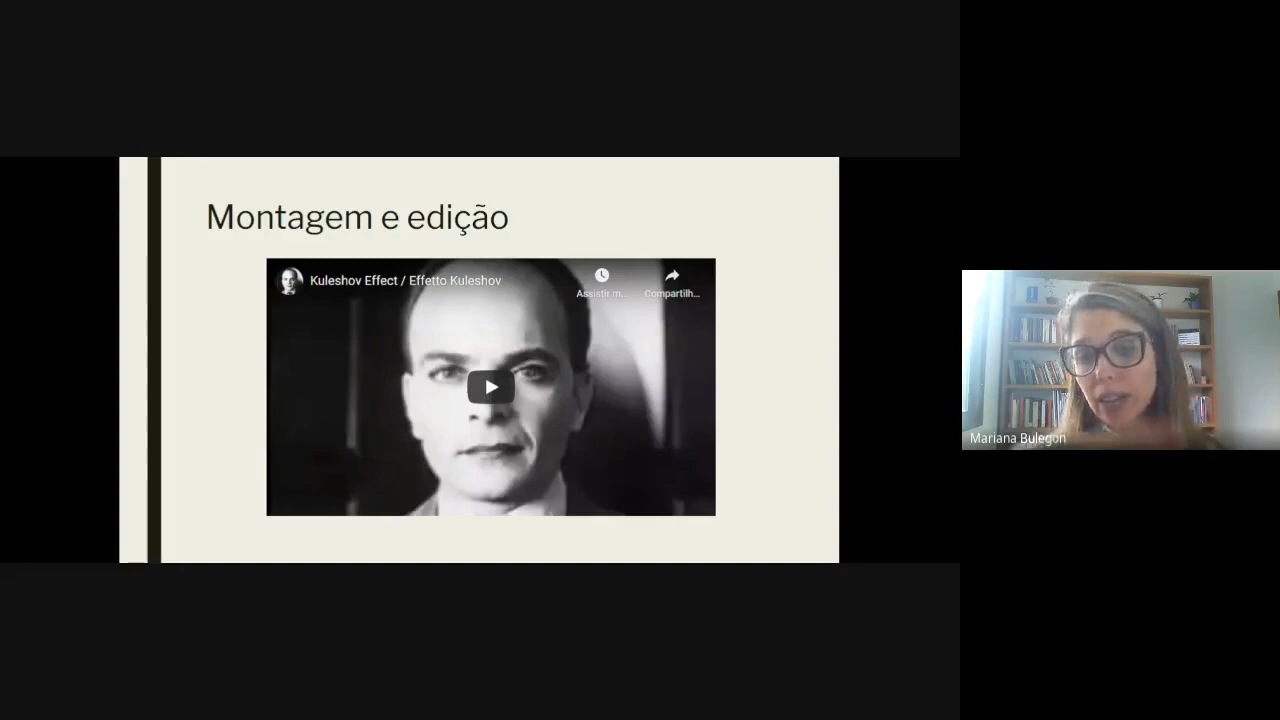 Montagem e edição
Kuleshov Effect / Effetto Kuleshov
Assistir m...
Compartilh...
Mariana Bulegon